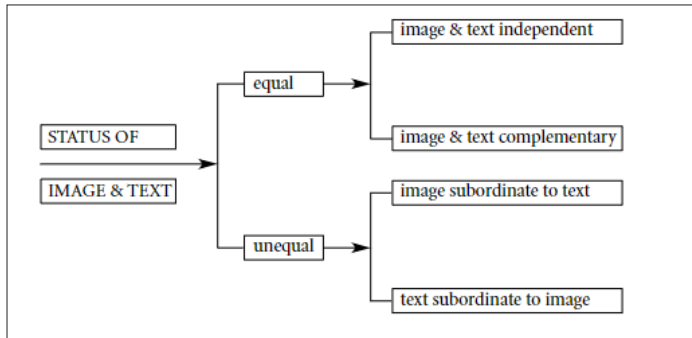 image & text independent
equal
image & text complementary
STATUS OF
IMAGE & TEXT
image subordinate to text
unequal
text subordinate to image